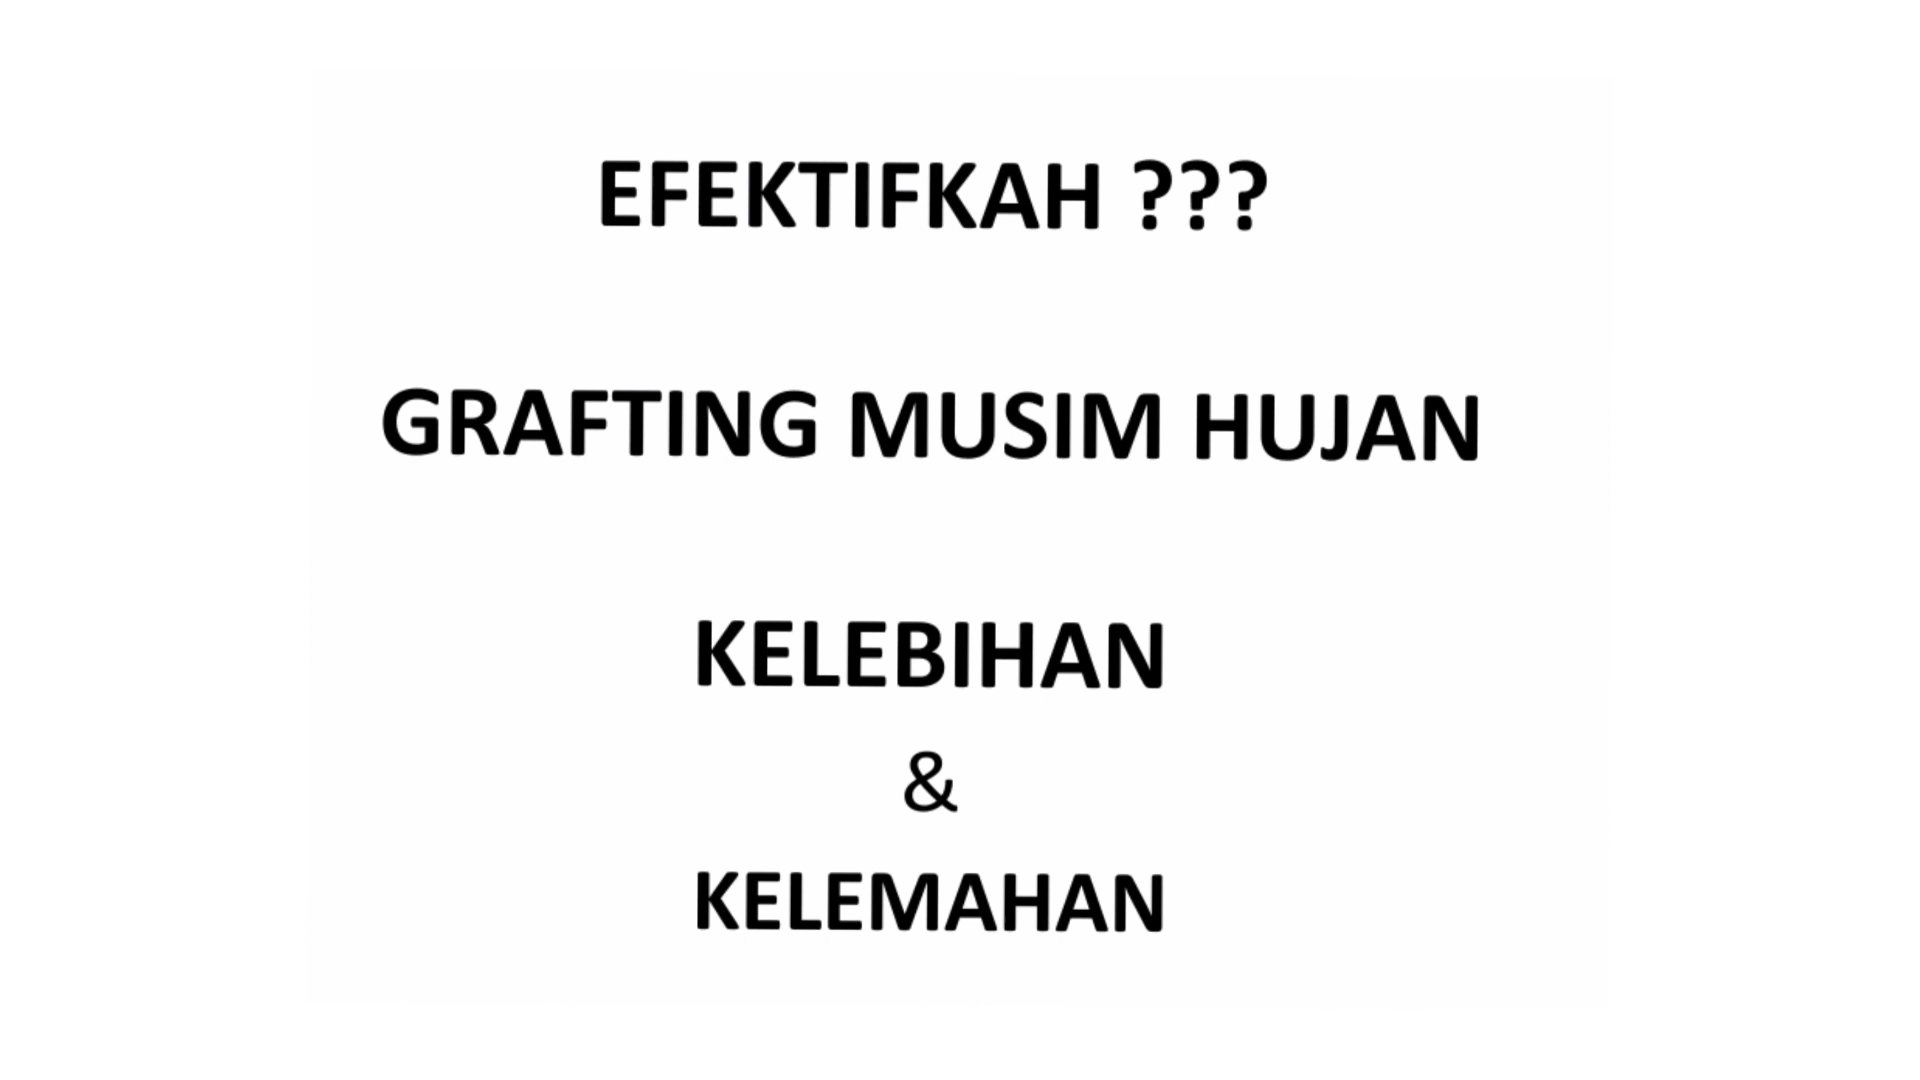 EFEKTIFKAH ???
GRAFTING MUSIM HUJAN
KELEBIHAN
&
KELEMAHAN